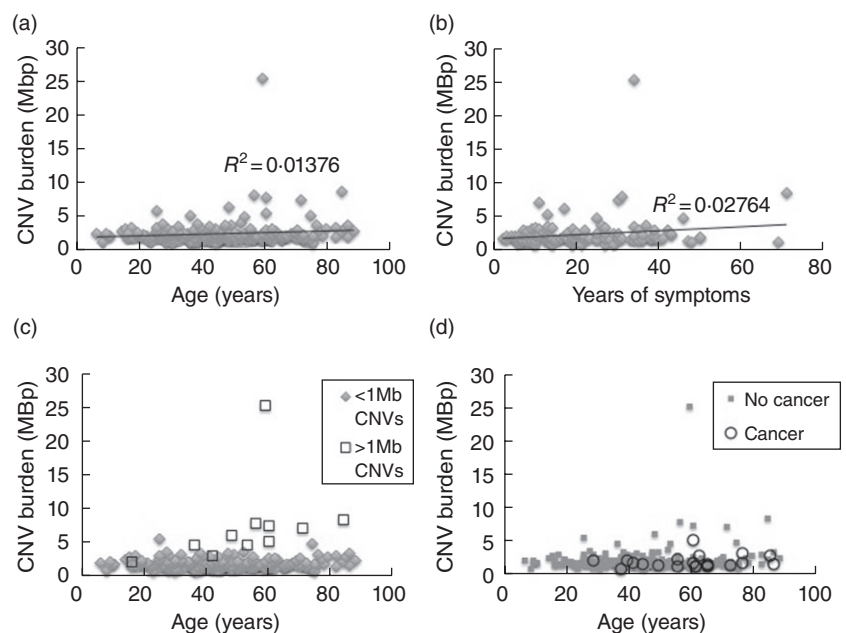 (a)
30
25
20
15
10
5
0
CNV burden (Mbp)
R² = 0·01376
0 20 40 60 80 100
Age (years)
(b)
30
25
20
15
10
5
0
CNV burden (MBp)
R² = 0·02764
0 20 40 60 80
Years of symptoms
(c)
30
25
20
15
10
5
0
CNV burden (MBp)
<1Mb
CNVs
>1Mb
CNVs
0 20 40 60 80 100
Age (years)
(d)
30
25
20
15
10
5
0
CNV burden (MBp)
No cancer
Cancer
0 20 40 60 80 100
Age (years)